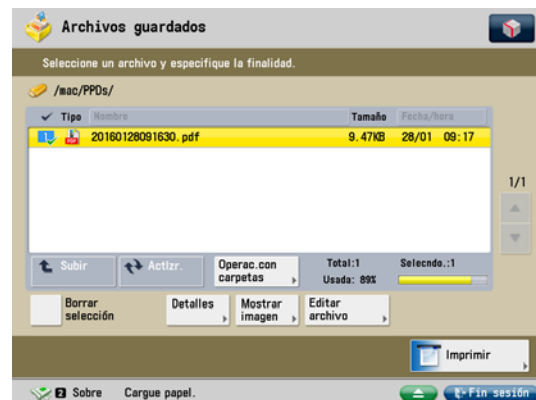 Archivos guardados
Seleccione un archivo y especifique la finalidad.
/mac/PPDs/
Tipo Nombre Tamaño Fecha/hora
1 20160128091630.pdf 9.47KB 28/01 09:17
1/1
Subir Actlzr. Operac.con carpetas Total:1 Selecndo.:1
Usada: 89%
Borrar selección Detalles Mostrar imagen Editar archivo
Imprimir
2 Sobre Cargue papel. Fin sesión